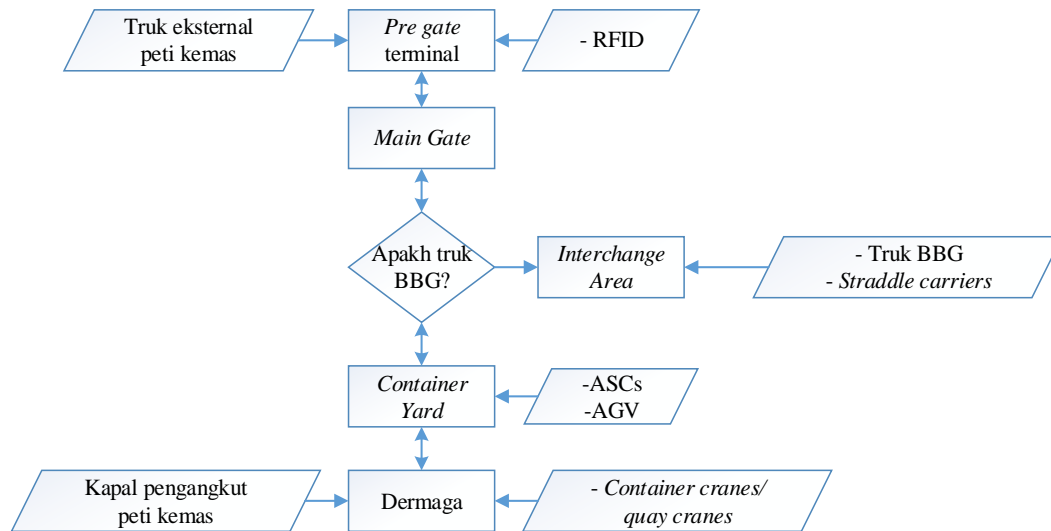 Truk eksternal
peti kemas
Pre gate
terminal
- RFID
Main Gate
Apakh truk
BBG?
Interchange
Area
- Truk BBG
- Straddle carriers
Container
Yard
-ASCs
-AGV
Kapal pengangkut
peti kemas
Dermaga
- Container cranes/
quay cranes